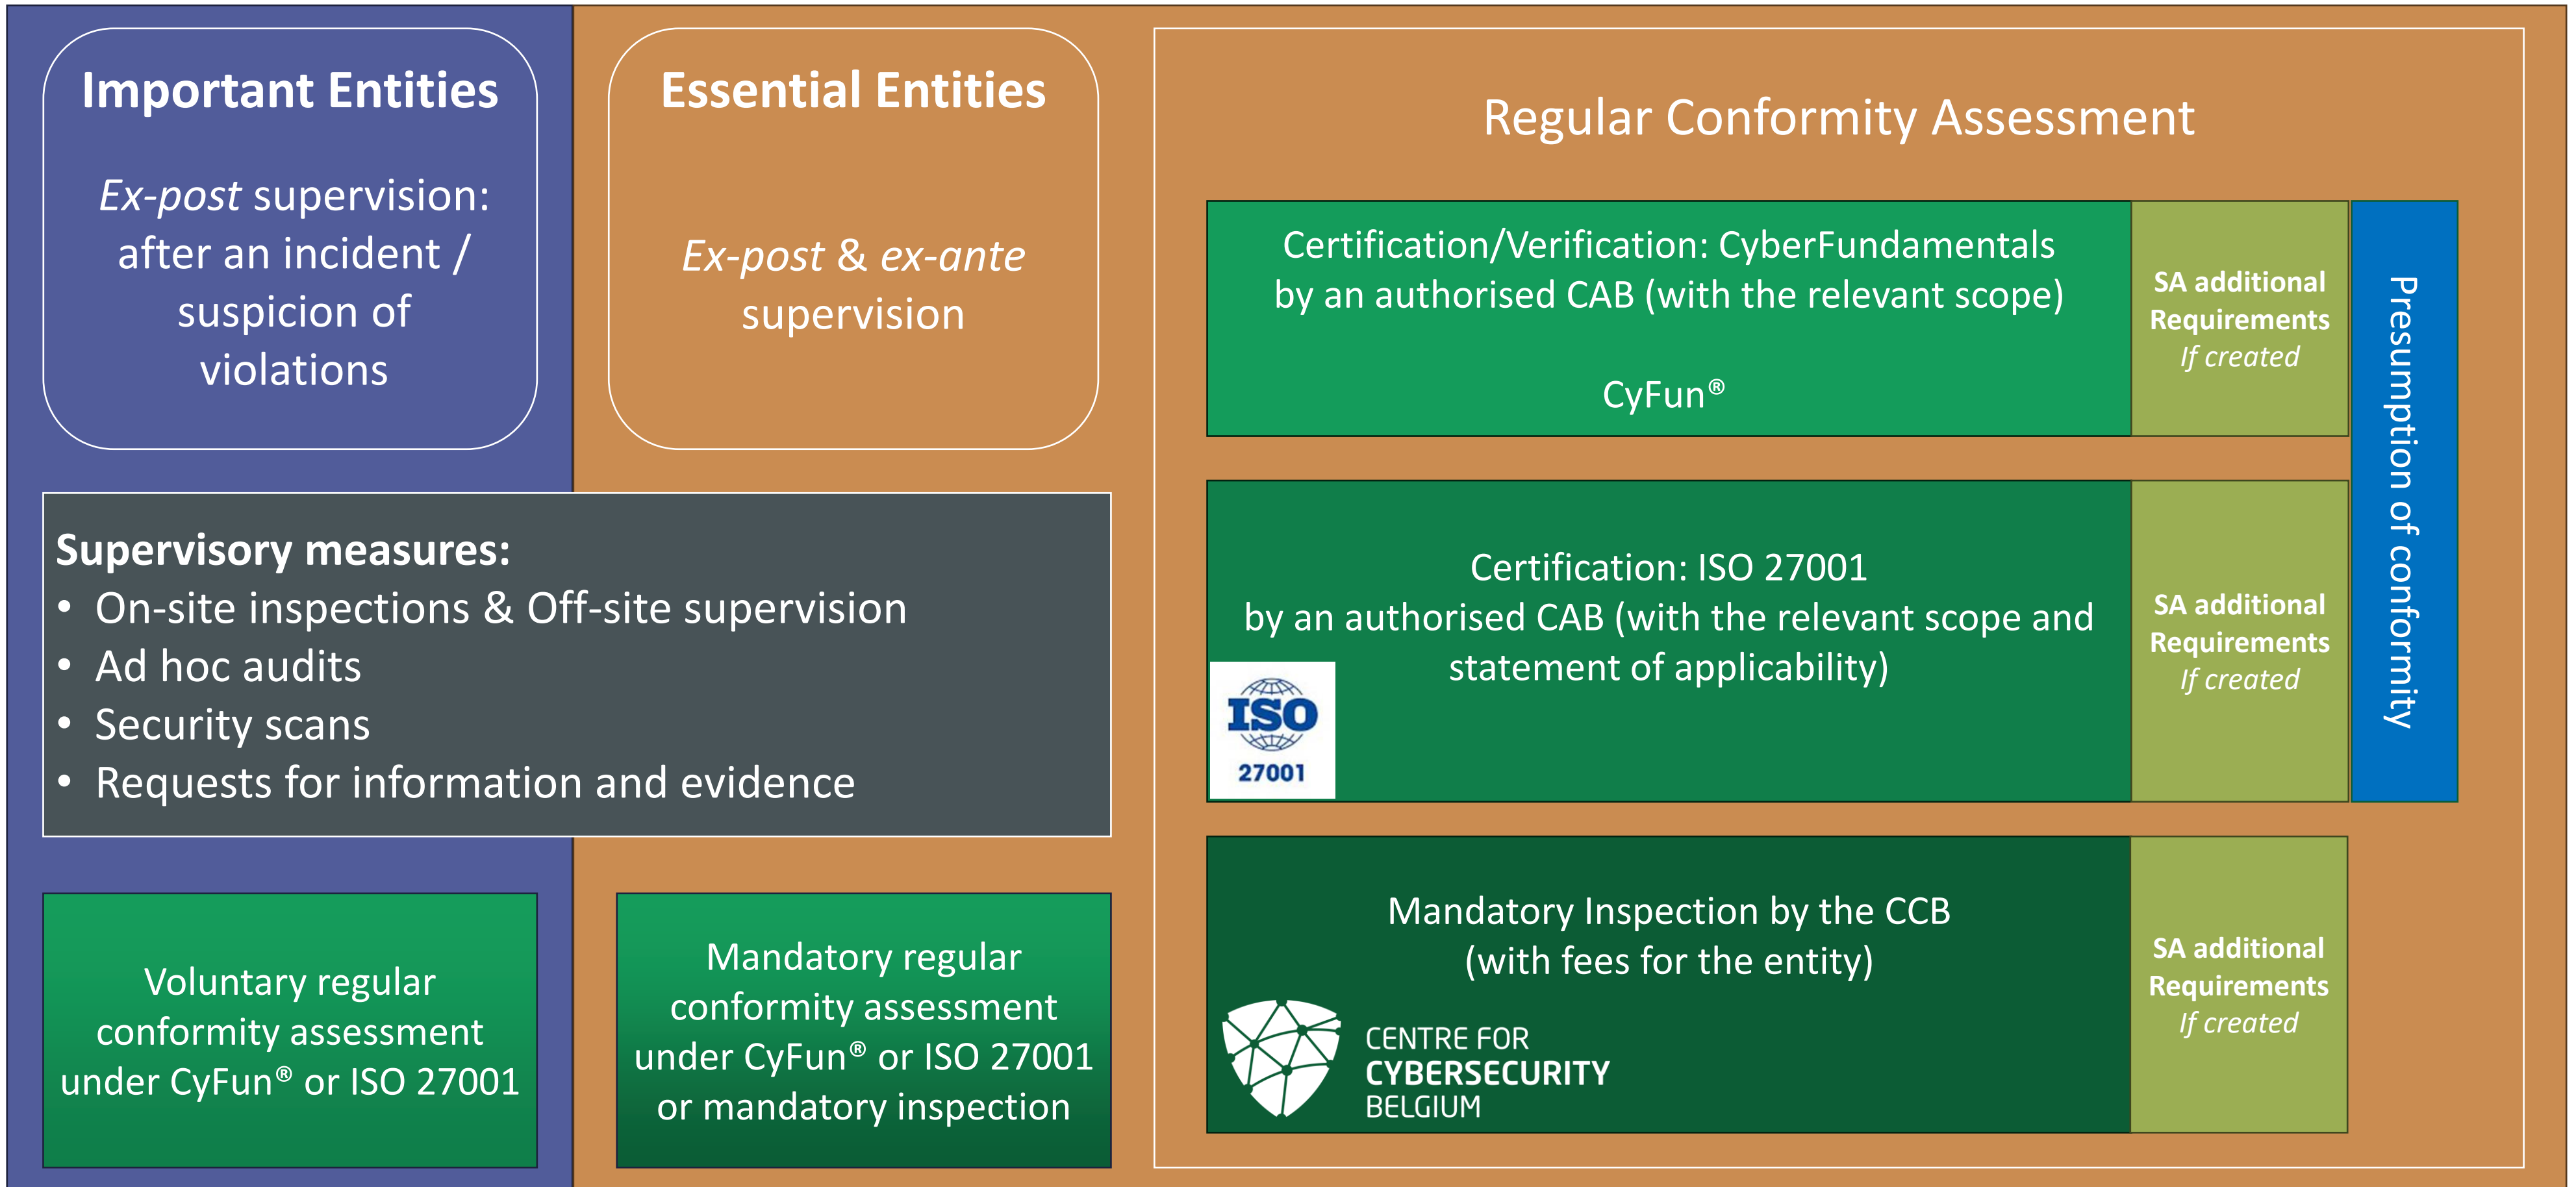 Important Entities
Ex-post supervision:
after an incident /
suspicion of
violations
Essential Entities
Ex-post & ex-ante
supervision
Supervisory measures:
• On-site inspections & Off-site supervision
• Ad hoc audits
• Security scans
• Requests for information and evidence
Voluntary regular
conformity assessment
under CyFun® or ISO 27001
Mandatory regular
conformity assessment
under CyFun® or ISO 27001
or mandatory inspection
Regular Conformity Assessment
Certification/Verification: CyberFundamentals
by an authorised CAB (with the relevant scope)
CyFun®
SA additional
Requirements
If created
Certification: ISO 27001
by an authorised CAB (with the relevant scope and
statement of applicability)
ISO
27001
SA additional
Requirements
If created
Presumption of conformity
Mandatory Inspection by the CCB
(with fees for the entity)
CENTRE FOR
CYBERSECURITY
BELGIUM
SA additional
Requirements
If created